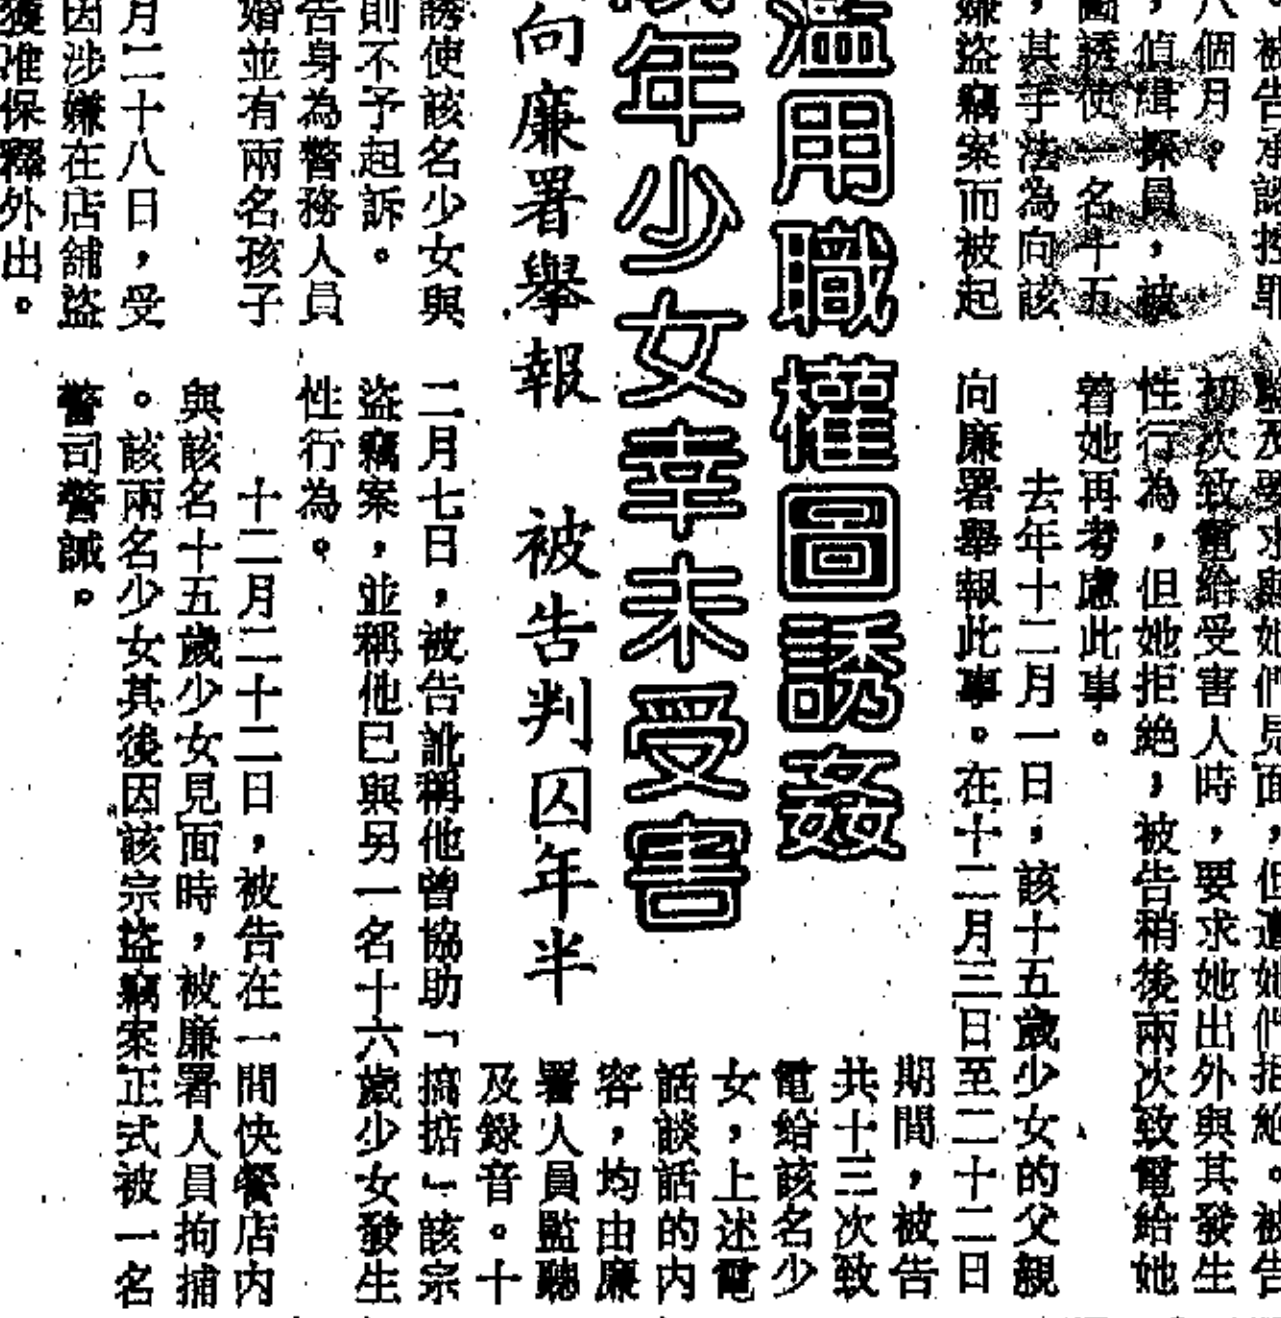 濫用職權圖誘姦
年少女幸未受害
向廉署舉報 被告判囚年半
。被告承認控罪
八個月。
，偵緝探員，被
圖誘使一名十五
，其手法為向該
嫌盜竊案而被起
誘使該名少女與
則不予起訴。
告身為警務人員
婚並有兩名孩子
月二十八日，受
因涉嫌在店舖盜
獲准保釋外出。
及要求與她們見面，但遭她們拒絕。被告
初次致電給受害人時，要求她出外與其發生
性行為，但她拒絕，被告稍後兩次致電給她
着她再考慮此事。
去年十二月一日，該十五歲少女的父親
向廉署舉報此事。在十二月三日至二十二日
期間，被告
共十三次致
電給該名少
女，上述電
話談話的內
容，均由廉
署人員監聽
及錄音。十
二月七日，被告訛稱他曾協助「搞掂」該宗
盜竊案，並稱他已與另一名十六歲少女發生
性行為。
十二月二十二日，被告在一間快餐店內
與該名十五歲少女見面時，被廉署人員拘捕
。該兩名少女其後因該宗盜竊案正式被一名
警司警誡。